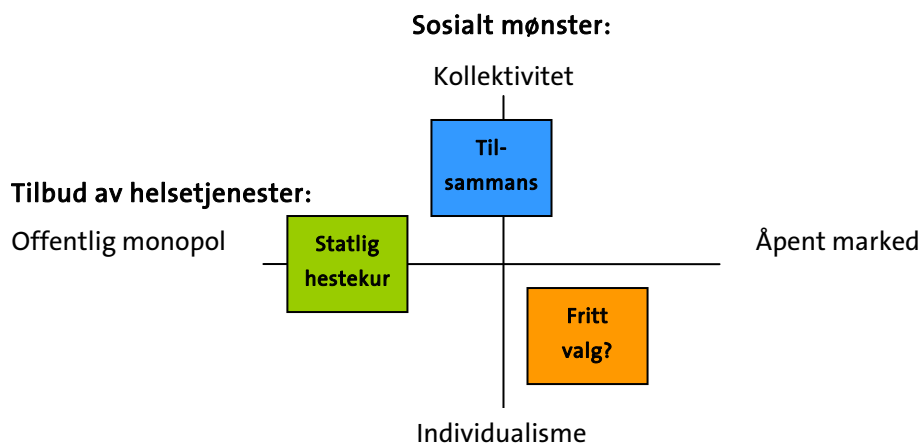 Sosialt mønster:
Kollektivitet
Til-
sammans
Tilbud av helsetjenester:
Offentlig monopol
Statlig
hestekur
Åpent marked
Fritt
valg?
Individualisme